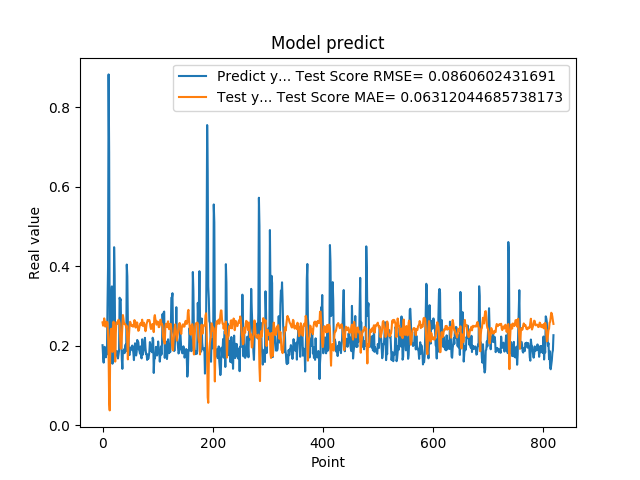 Model predict
Predict y... Test Score RMSE= 0.0860602431691
Test y... Test Score MAE= 0.06312044685738173
0.8
0.6
0.4
0.2
0.0
Real value
0 200 400 600 800
Point